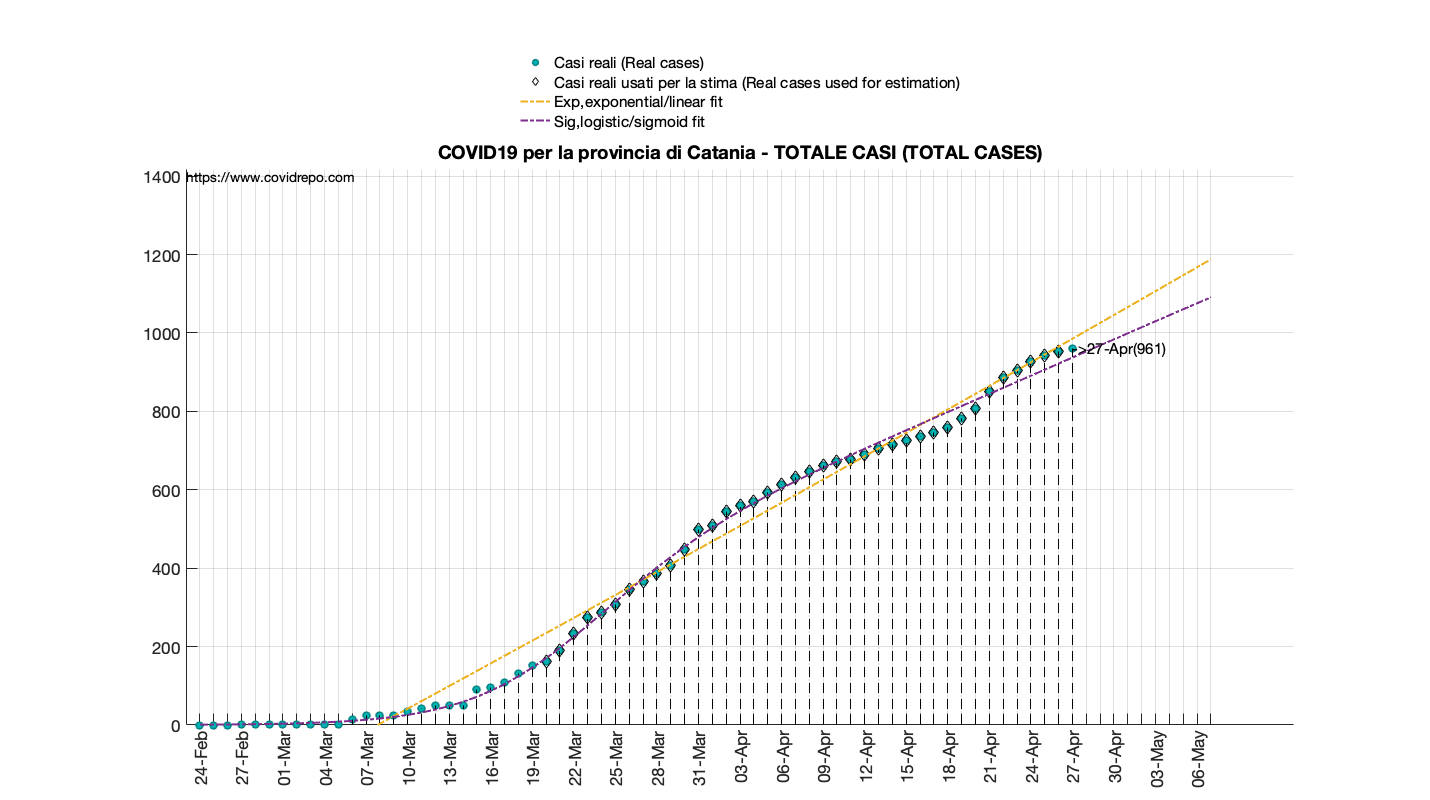 Casi reali (Real cases)
Casi reali usati per la stima (Real cases used for estimation)
Exp,exponential/linear fit
Sig,logistic/sigmoid fit
COVID19 per la provincia di Catania - TOTALE CASI (TOTAL CASES)
https://www.covidrepo.com
1400
1200
1000
800
600
400
200
0
>27-Apr(961)
24-Feb
27-Feb
01-Mar
04-Mar
07-Mar
10-Mar
13-Mar
16-Mar
19-Mar
22-Mar
25-Mar
28-Mar
31-Mar
03-Apr
06-Apr
09-Apr
12-Apr
15-Apr
18-Apr
21-Apr
24-Apr
27-Apr
30-Apr
03-May
06-May